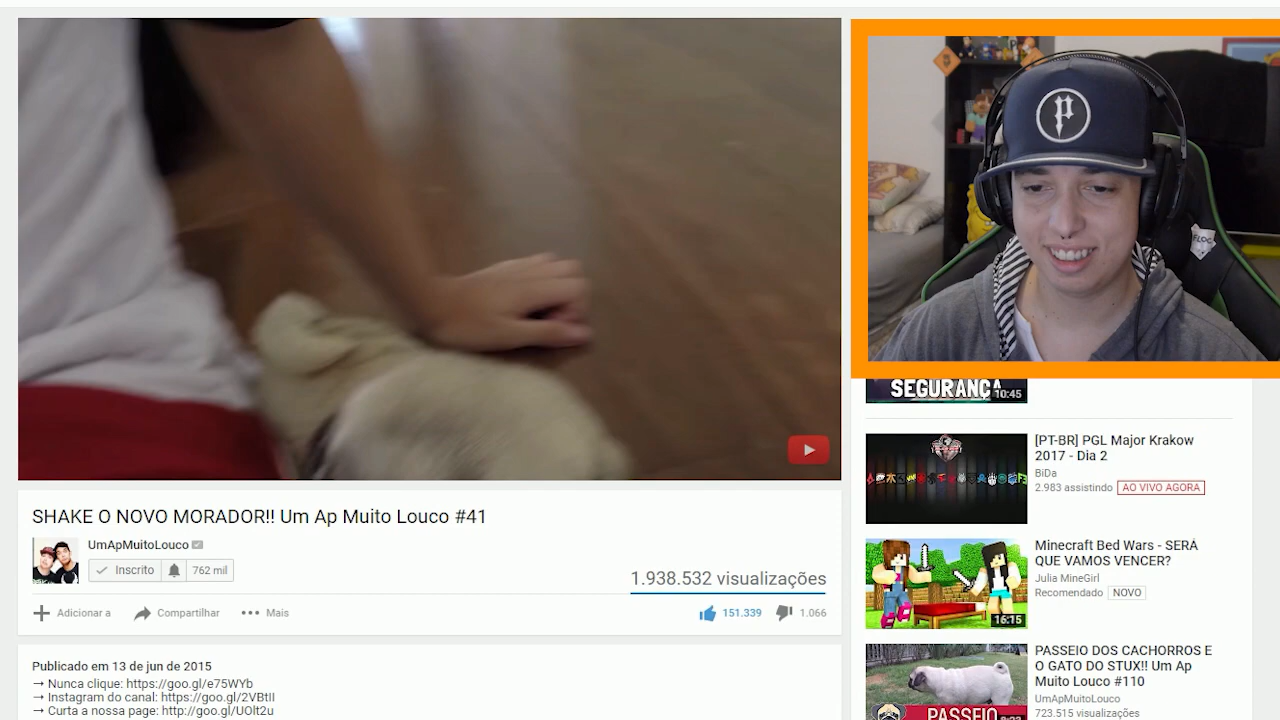 P
FLOC
SEGURANÇA
10:45
[PT-BR] PGL Major Krakow
2017 - Dia 2
BiDa
2.983 assistindo AO VIVO AGORA
SHAKE O NOVO MORADOR!! Um Ap Muito Louco #41
UmApMuitoLouco
Inscrito 762 mil
1.938.532 visualizações
Adicionar a Compartilhar Mais 151.339 1.066
Publicado em 13 de jun de 2015
→ Nunca clique: https://goo.gl/e75WYb
→ Instagram do canal: https://goo.gl/2VBtII
→ Curta a nossa page: http://goo.gl/UOlt2u
Minecraft Bed Wars - SERÁ
QUE VAMOS VENCER?
Julia MineGirl
Recomendado NOVO
16:15
PASSEIO DOS CACHORROS E
O GATO DO STUX!! Um Ap
Muito Louco #110
UmApMuitoLouco
723.515 visualizações
PASSEIO